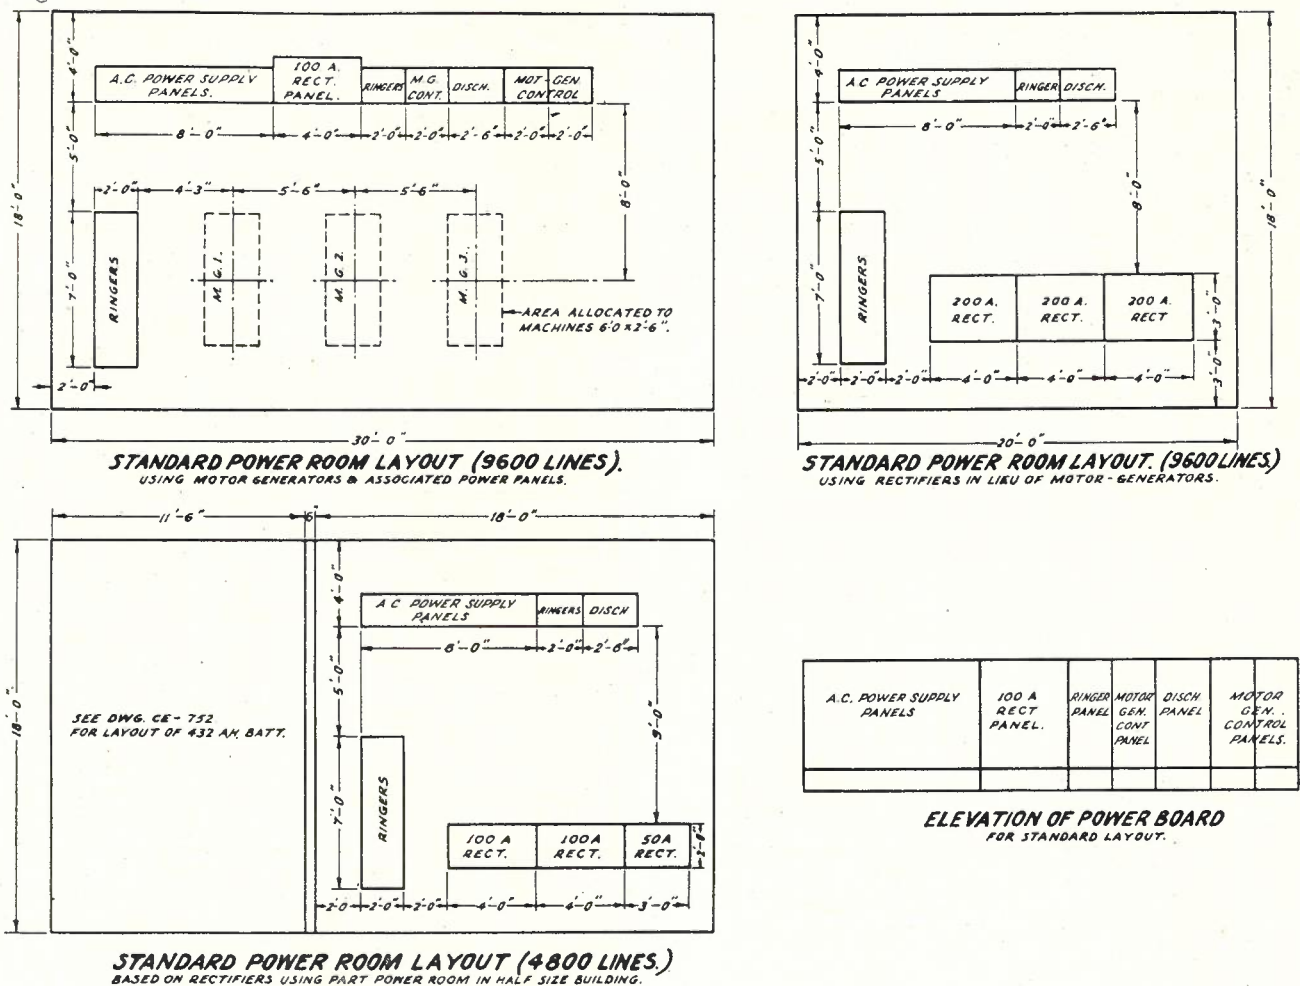 4'-0"
A.C. POWER SUPPLY
PANELS.
100 A.
RECT.
PANEL.
RINGERS
M.G.
CONT.
DISCH.
MOT-GEN
CONTROL
8'-0"
4'-0"
2'-0"
2'-0"
2'-6"
2'-0"
2'-0"
5'-0"
18'-0"
2'-0"
4'-3"
5'-6"
5'-6"
8'-0"
7'-0"
RINGERS
M.G.1.
M.G.2.
M.G.3.
AREA ALLOCATED TO
MACHINES 6'0 x 2'-6".
2'-0"
30'-0"
STANDARD POWER ROOM LAYOUT (9600 LINES).
USING MOTOR GENERATORS & ASSOCIATED POWER PANELS.
4'-0"
AC POWER SUPPLY
PANELS
RINGER
DISCH.
8'-0"
2'-0"
2'-6"
5'-0"
8'-0"
18'-0"
7'-0"
RINGERS
200 A.
RECT.
200 A.
RECT.
200 A.
RECT
3'-0"
3'-0"
2'-0"
2'-0"
2'-0"
4'-0"
4'-0"
4'-0"
20'-0"
STANDARD POWER ROOM LAYOUT. (9600 LINES.)
USING RECTIFIERS IN LIEU OF MOTOR-GENERATORS.
11'-6"
6"
18'-0"
4'-0"
A.C. POWER SUPPLY
PANELS
RINGERS
DISCH
8'-0"
2'-0"
2'-6"
5'-0"
9'-0"
18'-0"
SEE DWG. CE-752
FOR LAYOUT OF 432 AH. BATT.
7'-0"
RINGERS
100 A
RECT.
100A
RECT.
50A
RECT.
2'-0"
2'-0
2'-0"
2'-0"
4'-0"
4'-0"
3'-0"
STANDARD POWER ROOM LAYOUT (4800 LINES.)
BASED ON RECTIFIERS USING PART POWER ROOM IN HALF SIZE BUILDING.
A.C. POWER SUPPLY
PANELS
100 A
RECT
PANEL.
RINGER
PANEL
MOTOR
GEN.
CONT
PANEL
DISCH.
PANEL
MOTOR
GEN.
CONTROL
PANELS.
ELEVATION OF POWER BOARD
FOR STANDARD LAYOUT.